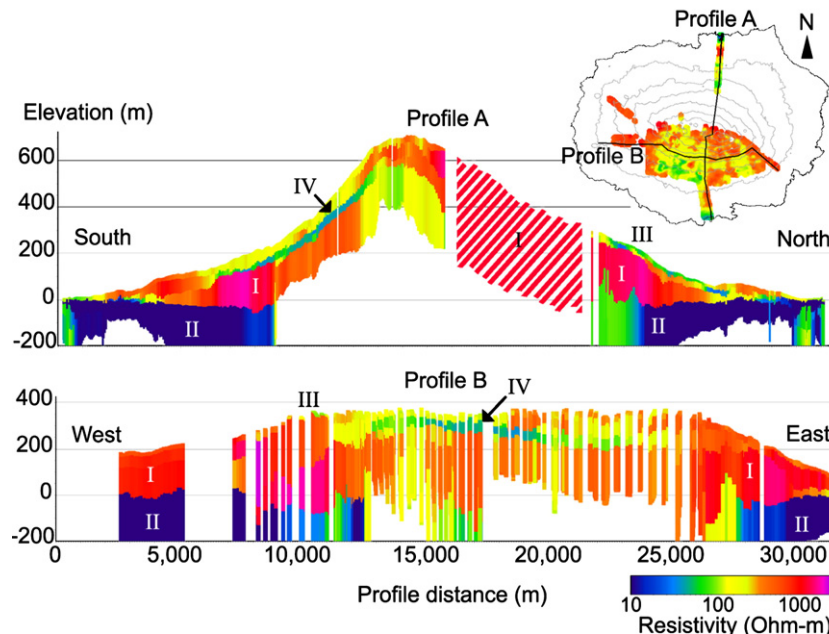 Profile A
N
Elevation (m)
Profile A
600
IV
Profile B
400
South
I
III
North
200
I
I
0
II
II
-200
400
Profile B
IV
III
West
East
200
I
I
0
II
II
-200
0
5,000
10,000
15,000
20,000
25,000
30,000
Profile distance (m)
10
100
1000
Resistivity (Ohm-m)